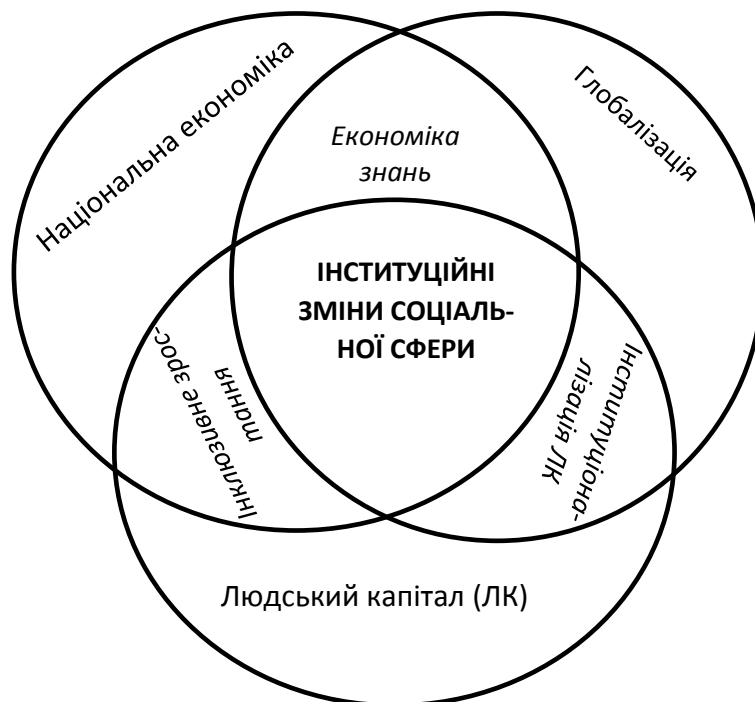 Національна економіка
Глобалізація
Економіка
знань
ІНСТИТУЦІЙНІ
ЗМІНИ СОЦІАЛЬ-
НОЇ СФЕРИ
Інклюзивне зрос-
тання
Інституціона-
лізація ЛК
Людський капітал (ЛК)